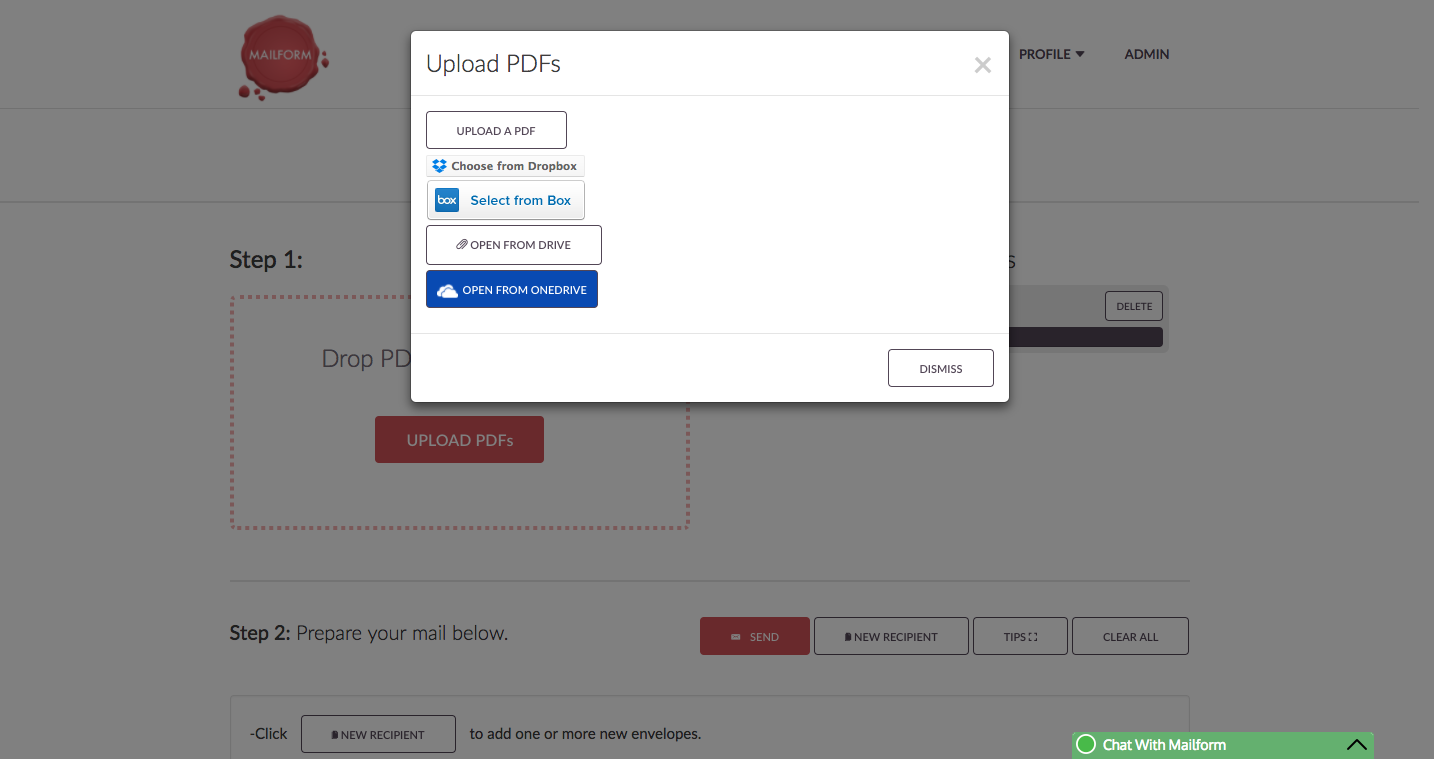 MAILFORM
PROFILE
ADMIN
Upload PDFs
×
UPLOAD A PDF
Choose from Dropbox
box Select from Box
OPEN FROM DRIVE
OPEN FROM ONEDRIVE
DISMISS
Step 1:
s
DELETE
Drop PD
UPLOAD PDFs
Step 2: Prepare your mail below.
SEND
NEW RECIPIENT
TIPS
CLEAR ALL
-Click NEW RECIPIENT to add one or more new envelopes.
Chat With Mailform